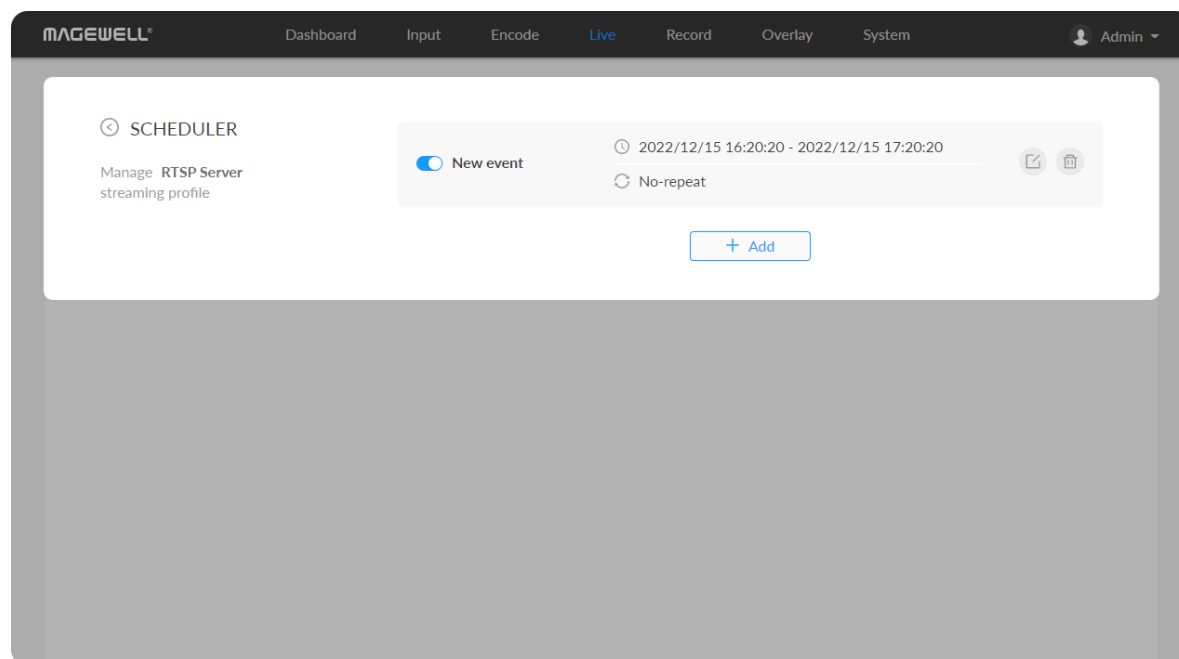 MAGEWELL®
Dashboard Input Encode Live Record Overlay System Admin
SCHEDULER
Manage RTSP Server
streaming profile
New event
2022/12/15 16:20:20 - 2022/12/15 17:20:20
No-repeat
+ Add